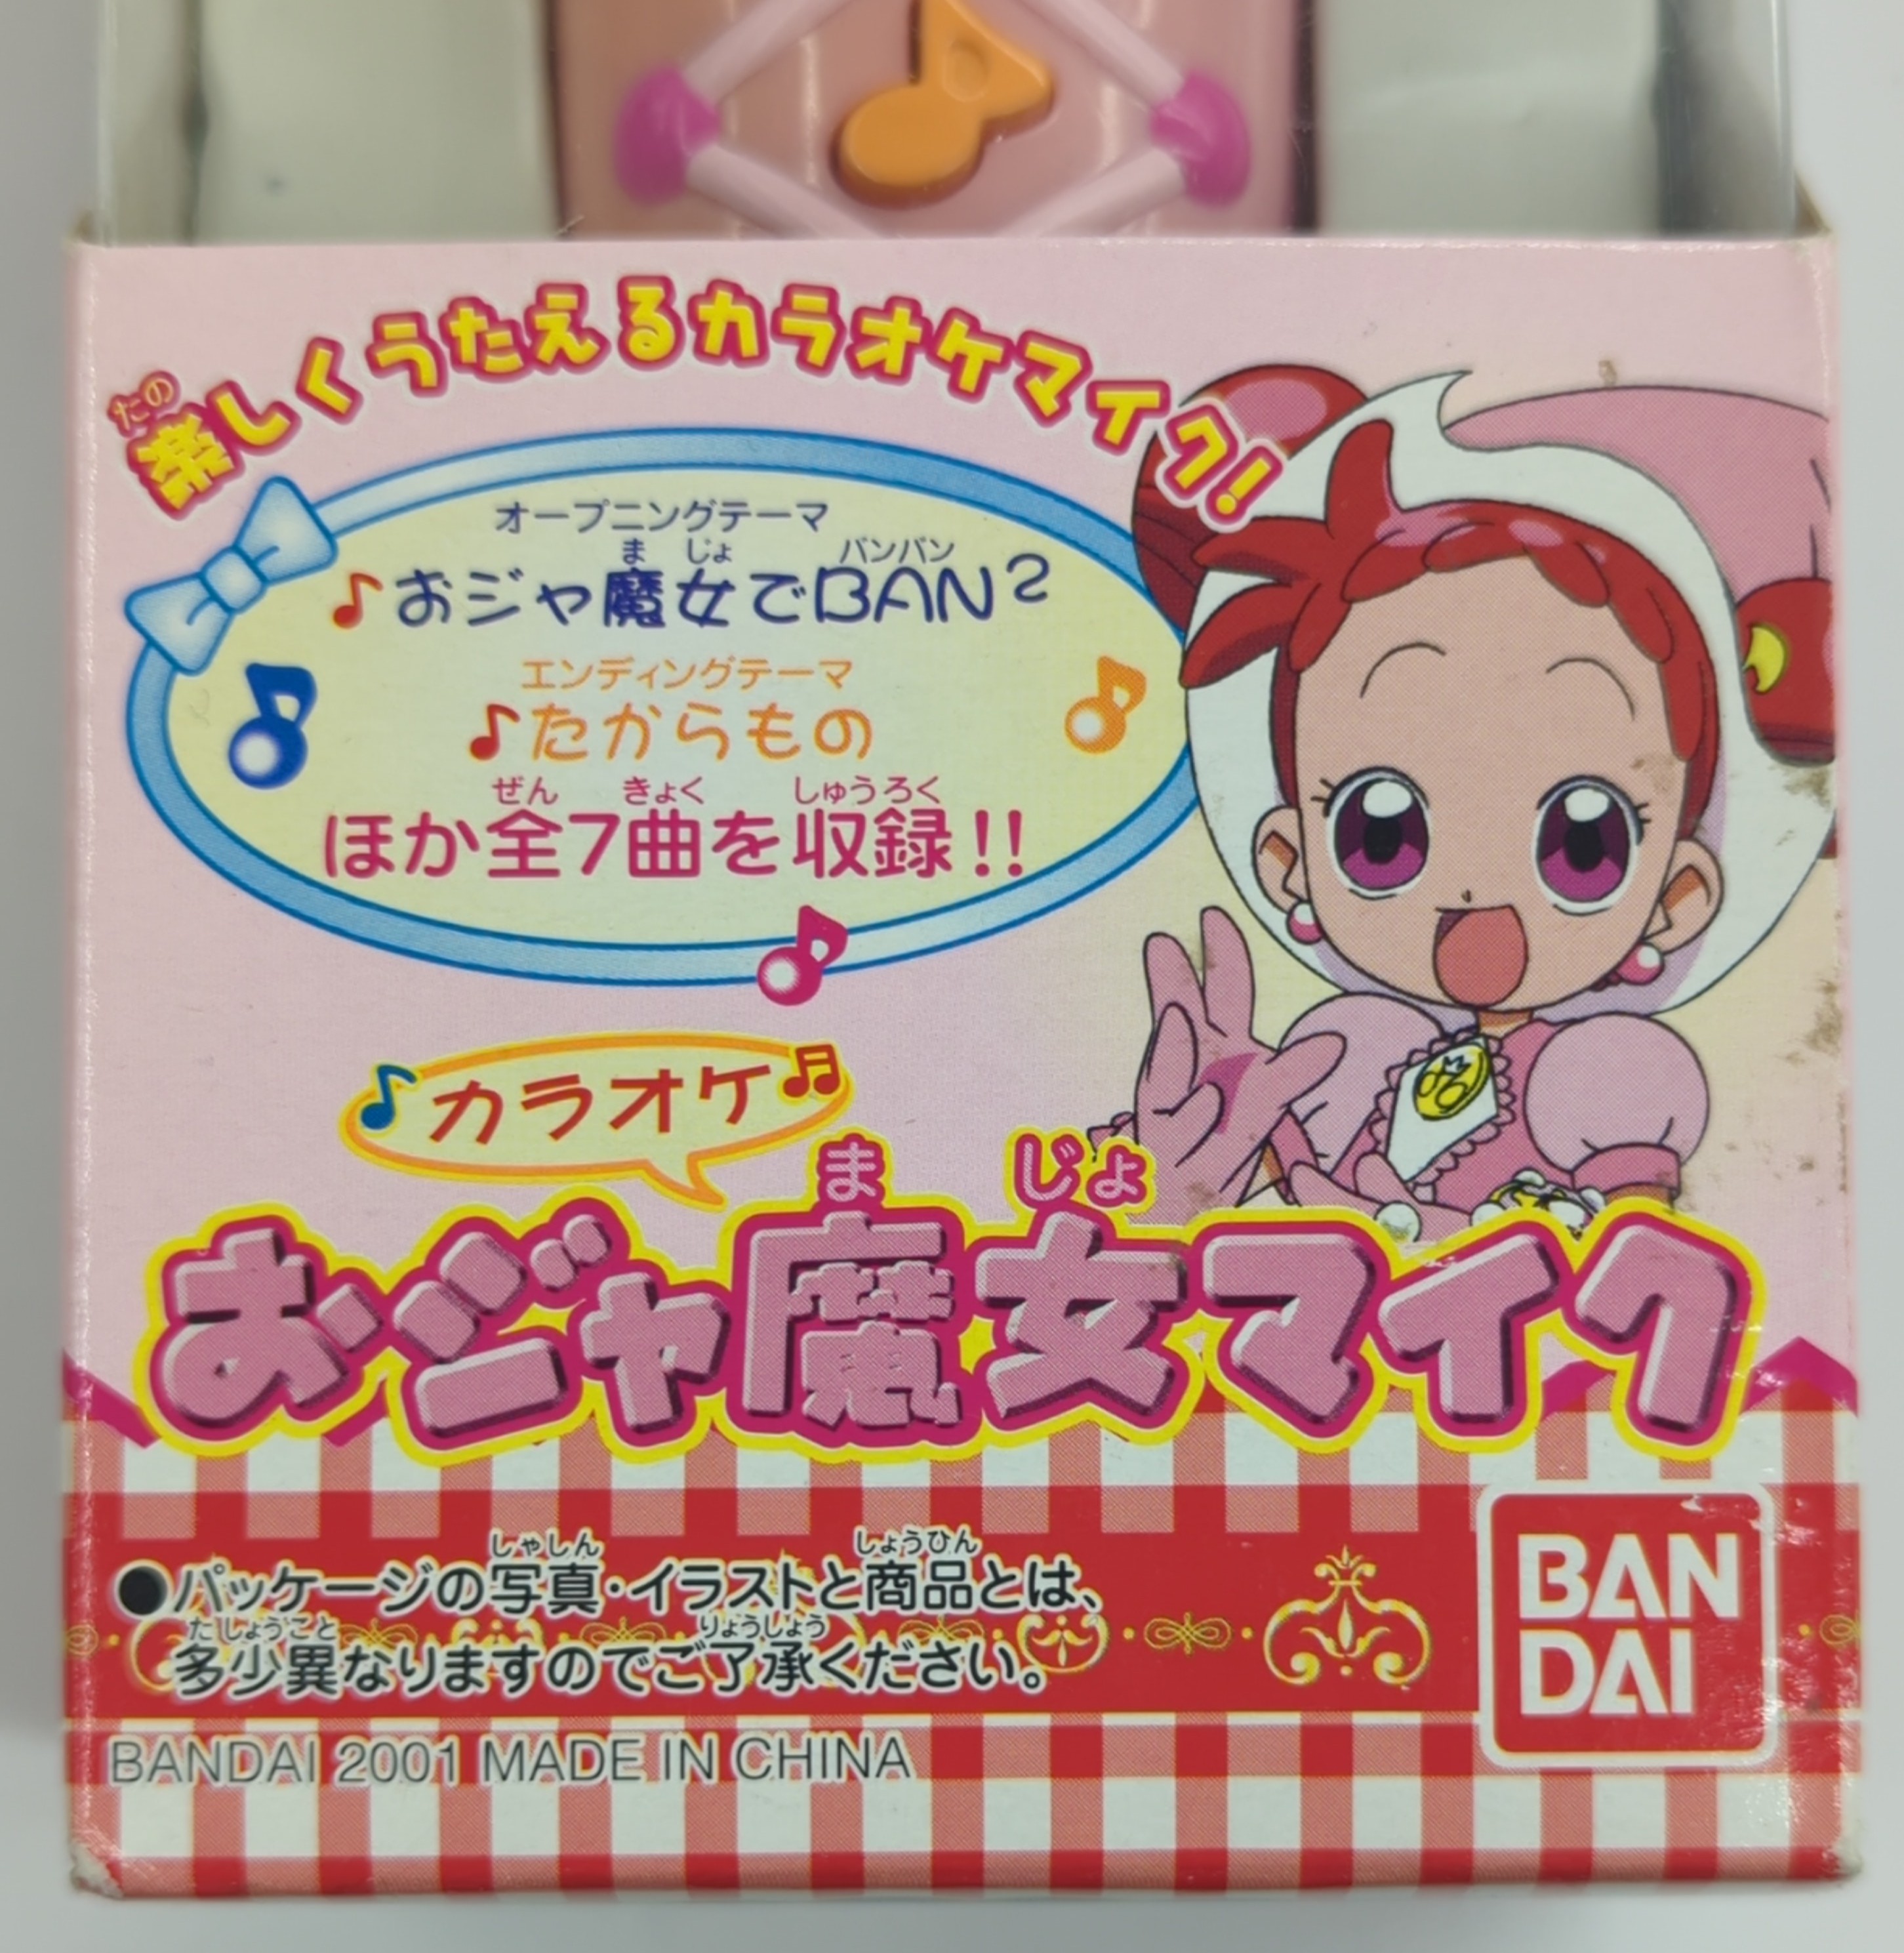 たの
楽しくうたえるカラオケマイク!
オープニングテーマ
ま じょ バンバン
♪おジャ魔女でBAN²
エンディングテーマ
♪たからもの
ぜん きょく しゅうろく
ほか全7曲を収録!!
♪カラオケ♬
ま じょ
おジャ魔女マイク
しゃしん しょうひん
●パッケージの写真・イラストと商品とは、
たしょうこと りょうしょう
多少異なりますのでご了承ください。
BAN
DAI
BANDAI 2001 MADE IN CHINA